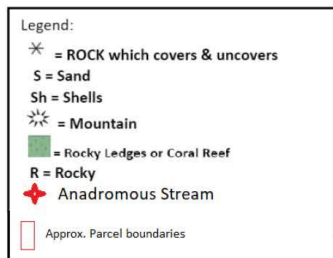 Legend:
= ROCK which covers & uncovers
S = Sand
Sh = Shells
= Mountain
= Rocky Ledges or Coral Reef
R = Rocky
Anadromous Stream
Approx. Parcel boundaries